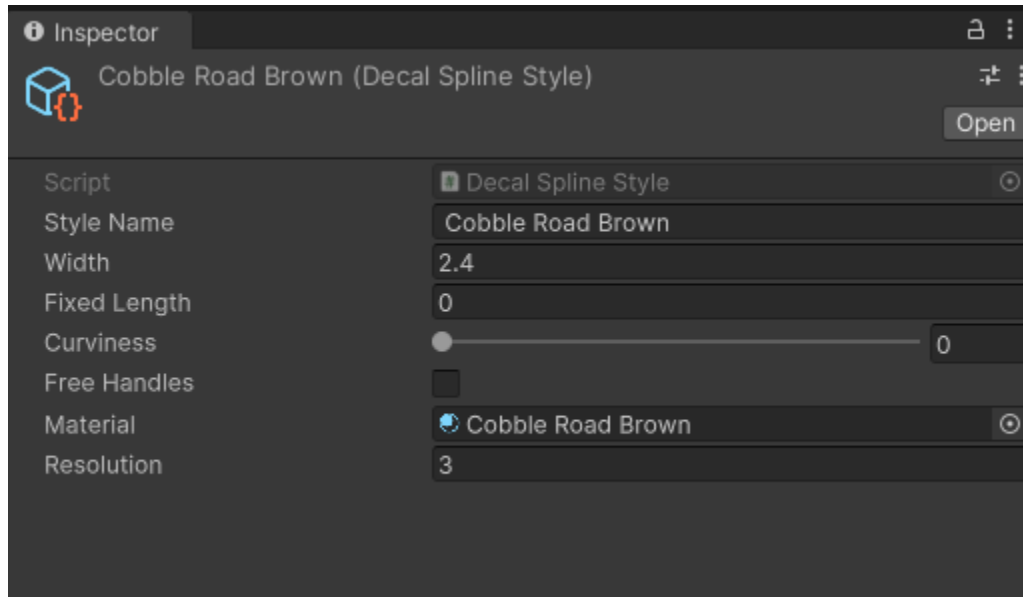 Inspector
Cobble Road Brown (Decal Spline Style)
Open
Script Decal Spline Style
Style Name Cobble Road Brown
Width 2.4
Fixed Length 0
Curviness 0
Free Handles
Material Cobble Road Brown
Resolution 3